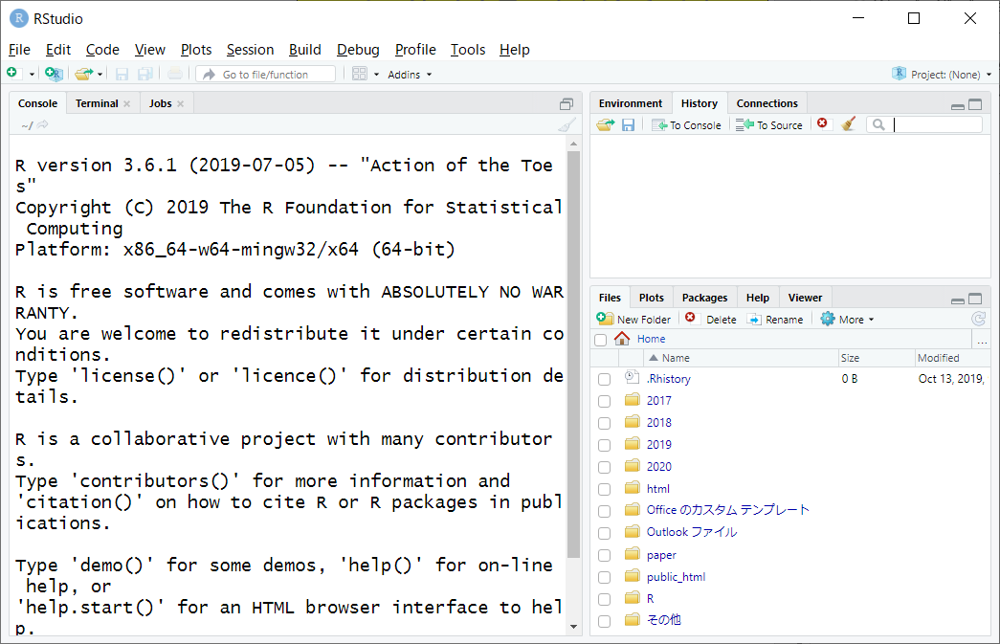 RStudio
File Edit Code View Plots Session Build Debug Profile Tools Help
Go to file/function Addins Project: (None)
Console Terminal Jobs
~/
R version 3.6.1 (2019-07-05) -- "Action of the Toe
s"
Copyright (C) 2019 The R Foundation for Statistical
Computing
Platform: x86_64-w64-mingw32/x64 (64-bit)
R is free software and comes with ABSOLUTELY NO WAR
RANTY.
You are welcome to redistribute it under certain co
nditions.
Type 'license()' or 'licence()' for distribution de
tails.
R is a collaborative project with many contributor
s.
Type 'contributors()' for more information and
'citation()' on how to cite R or R packages in publ
ications.
Type 'demo()' for some demos, 'help()' for on-line
help, or
'help.start()' for an HTML browser interface to hel
p.
Environment History Connections
To Console To Source
Files Plots Packages Help Viewer
New Folder Delete Rename More
Home ...
Name Size Modified
.Rhistory 0 B Oct 13, 2019,
2017
2018
2019
2020
html
Office のカスタム テンプレート
Outlook ファイル
paper
public_html
R
その他